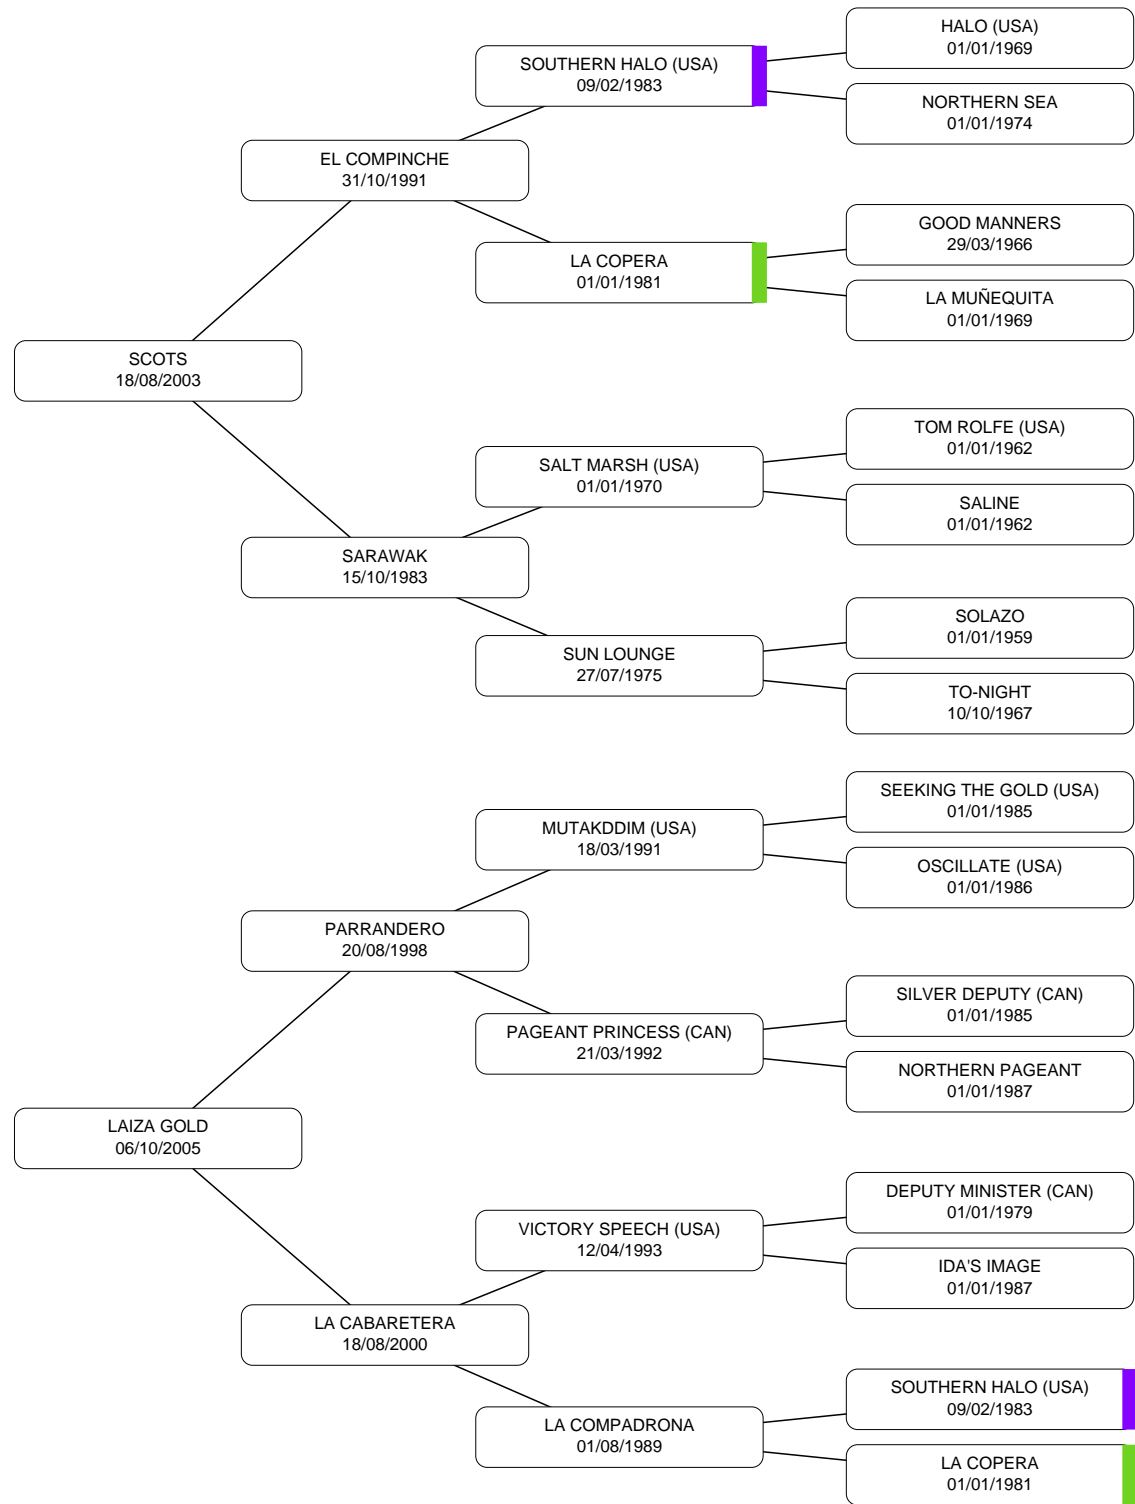 HALO (USA)
01/01/1969
SOUTHERN HALO (USA)
09/02/1983
NORTHERN SEA
01/01/1974
EL COMPINCHE
31/10/1991
GOOD MANNERS
29/03/1966
LA COPERA
01/01/1981
LA MUÑEQUITA
01/01/1969
SCOTS
18/08/2003
TOM ROLFE (USA)
01/01/1962
SALT MARSH (USA)
01/01/1970
SALINE
01/01/1962
SARAWAK
15/10/1983
SOLAZO
01/01/1959
SUN LOUNGE
27/07/1975
TO-NIGHT
10/10/1967
SEEKING THE GOLD (USA)
01/01/1985
MUTAKDDIM (USA)
18/03/1991
OSCILLATE (USA)
01/01/1986
PARRANDERO
20/08/1998
SILVER DEPUTY (CAN)
01/01/1985
PAGEANT PRINCESS (CAN)
21/03/1992
NORTHERN PAGEANT
01/01/1987
LAIZA GOLD
06/10/2005
DEPUTY MINISTER (CAN)
01/01/1979
VICTORY SPEECH (USA)
12/04/1993
IDA'S IMAGE
01/01/1987
LA CABARETERA
18/08/2000
SOUTHERN HALO (USA)
09/02/1983
LA COMPADRONA
01/08/1989
LA COPERA
01/01/1981